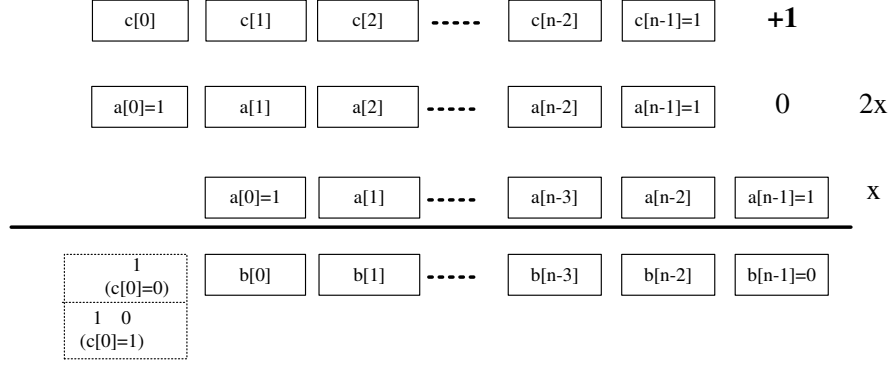 c[0] c[1] c[2] ----- c[n-2] c[n-1]=1 +1
a[0]=1 a[1] a[2] ----- a[n-2] a[n-1]=1 0 2x
a[0]=1 a[1] ----- a[n-3] a[n-2] a[n-1]=1 x
1
(c[0]=0) b[0] b[1] ----- b[n-3] b[n-2] b[n-1]=0
1 0
(c[0]=1)